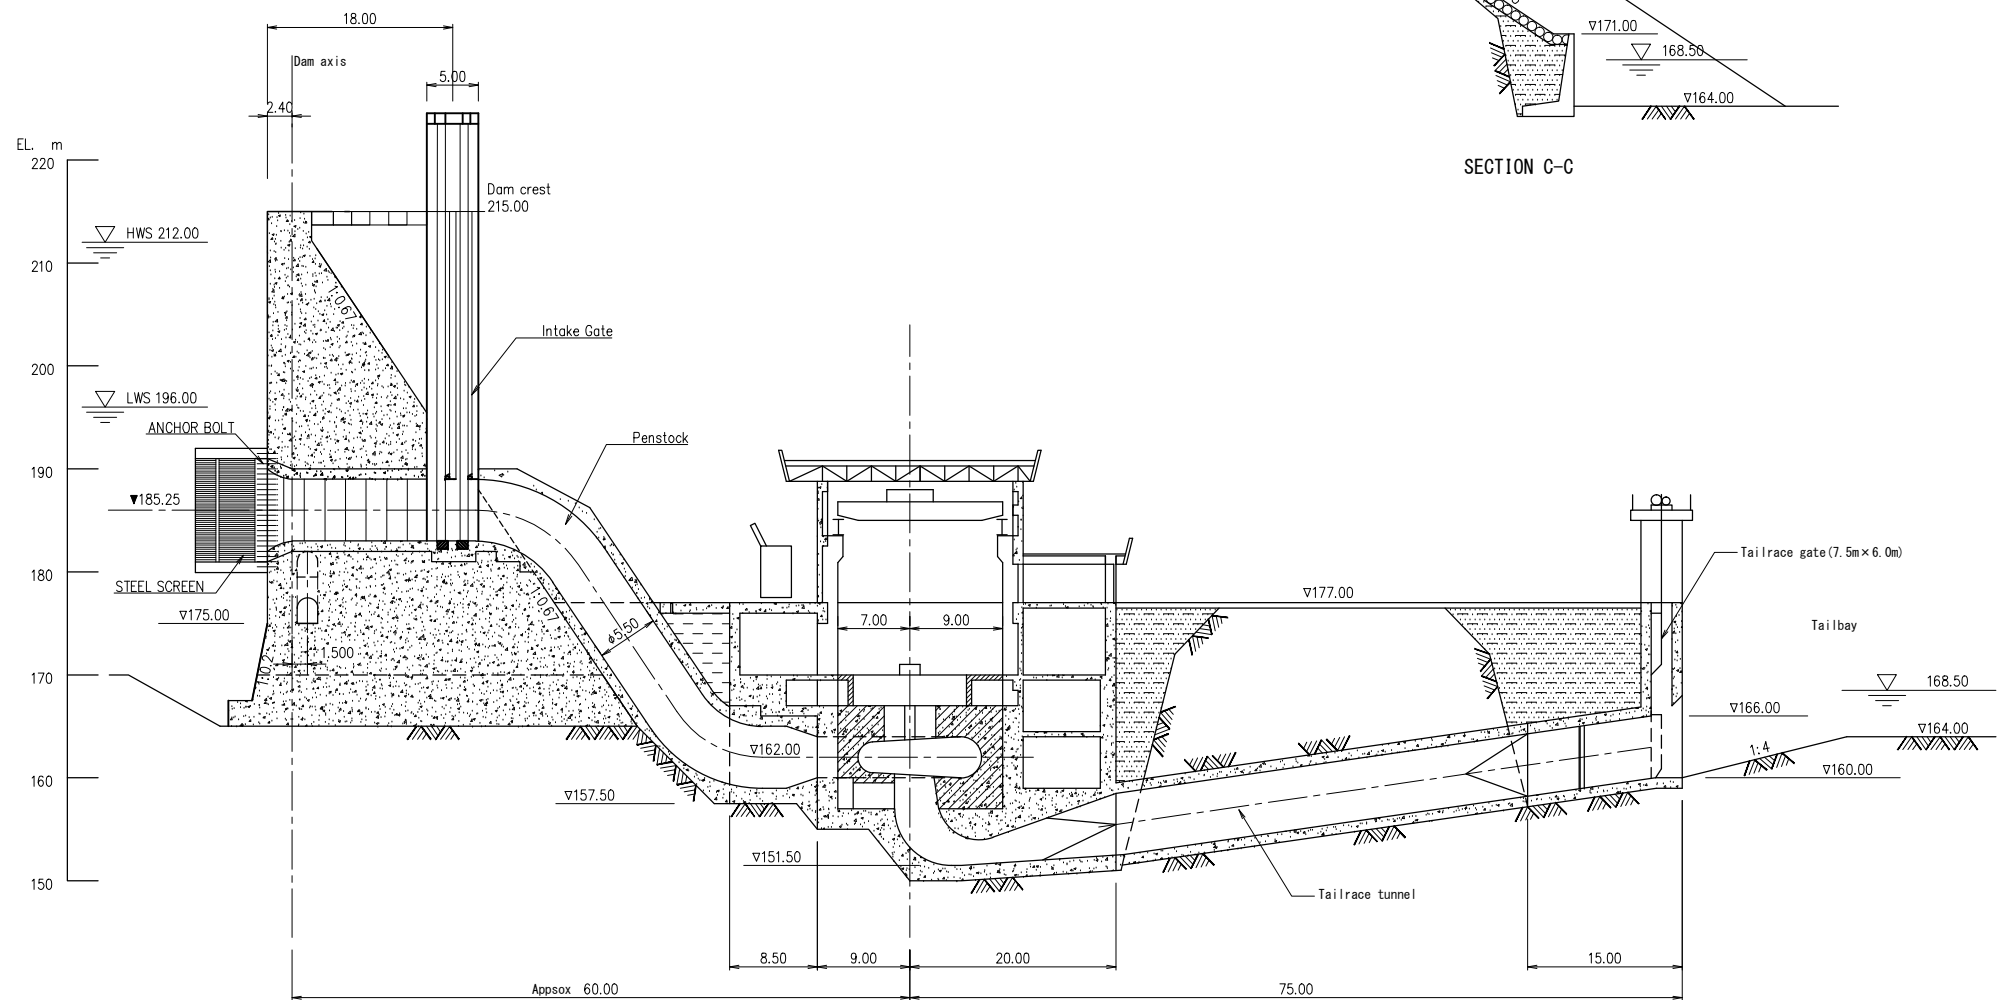 18.00
Dam axis
5.00
2.40
▽171.00
168.50
▽164.00
SECTION C-C
EL. m
220
210
200
190
180
170
160
150
Dam crest
215.00
HWS 212.00
1:0.67
Intake Gate
LWS 196.00
ANCHOR BOLT
Penstock
▼185.25
STEEL SCREEN
▽175.00
1:0.67
φ5.50
1.500
7.00
9.00
▽177.00
Tailrace gate(7.5m×6.0m)
Tailbay
168.50
▽166.00
▽164.00
1:4
▽160.00
▽162.00
▽157.50
▽151.50
Tailrace tunnel
8.50
9.00
20.00
15.00
Appsox 60.00
75.00